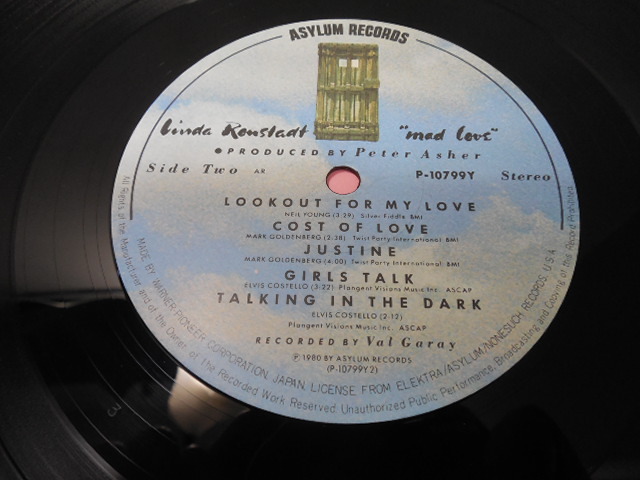 ASYLUM RECORDS
Linda Ronstadt "mad love"
•PRODUCED BY Peter Asher
Side Two AR P-10799Y Stereo
LOOKOUT FOR MY LOVE
NEIL YOUNG (3:29) Silver Fiddle BMI
COST OF LOVE
MARK GOLDENBERG (2:38) Twist Party International BMI
JUSTINE
MARK GOLDENBERG (4:00) Twist Party International BMI
GIRLS TALK
ELVIS COSTELLO (3:22) Plangent Visions Music Inc. ASCAP
TALKING IN THE DARK
ELVIS COSTELLO (2:12)
Plangent Visions Music Inc. ASCAP
RECORDED BY Val Garay
℗ 1980 BY ASYLUM RECORDS
(P-10799Y2)
MADE BY WARNER-PIONEER CORPORATION, JAPAN. LICENSE FROM ELEKTRA/ASYLUM/NONESUCH RECORDS, U.S.A.
All Rights of the Manufacturer and of the Owner of the Recorded Work Reserved. Unauthorized Public Performance, Broadcasting and Copying of this Record Prohibited.
3